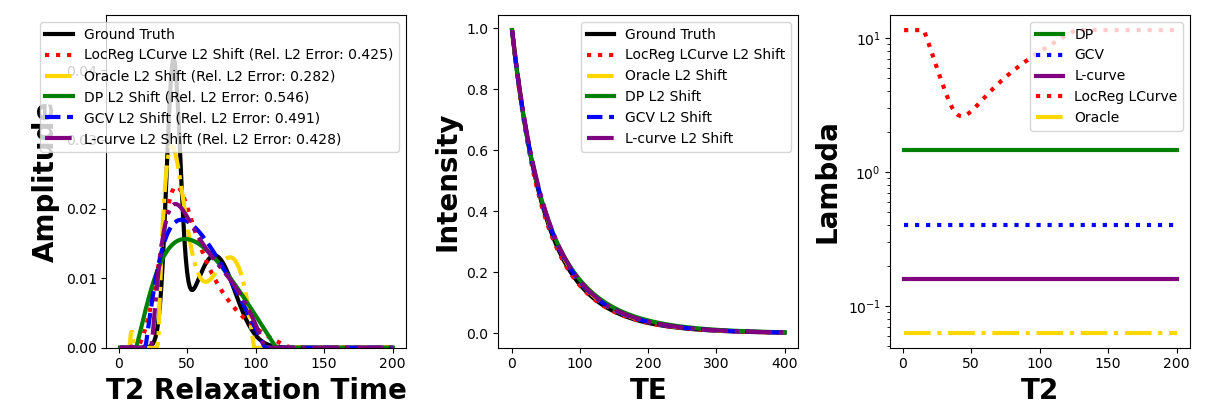 Ground Truth
LocReg LCurve L2 Shift (Rel. L2 Error: 0.425)
Oracle L2 Shift (Rel. L2 Error: 0.282)
DP L2 Shift (Rel. L2 Error: 0.546)
GCV L2 Shift (Rel. L2 Error: 0.491)
L-curve L2 Shift (Rel. L2 Error: 0.428)
Amplitude
0.04
0.03
0.02
0.01
0.00
0 50 100 150 200
T2 Relaxation Time
Ground Truth
LocReg LCurve L2 Shift
Oracle L2 Shift
DP L2 Shift
GCV L2 Shift
L-curve L2 Shift
Intensity
1.0
0.8
0.6
0.4
0.2
0.0
0 100 200 300 400
TE
DP
GCV
L-curve
LocReg LCurve
Oracle
Lambda
10¹
10⁰
10⁻¹
0 50 100 150 200
T2